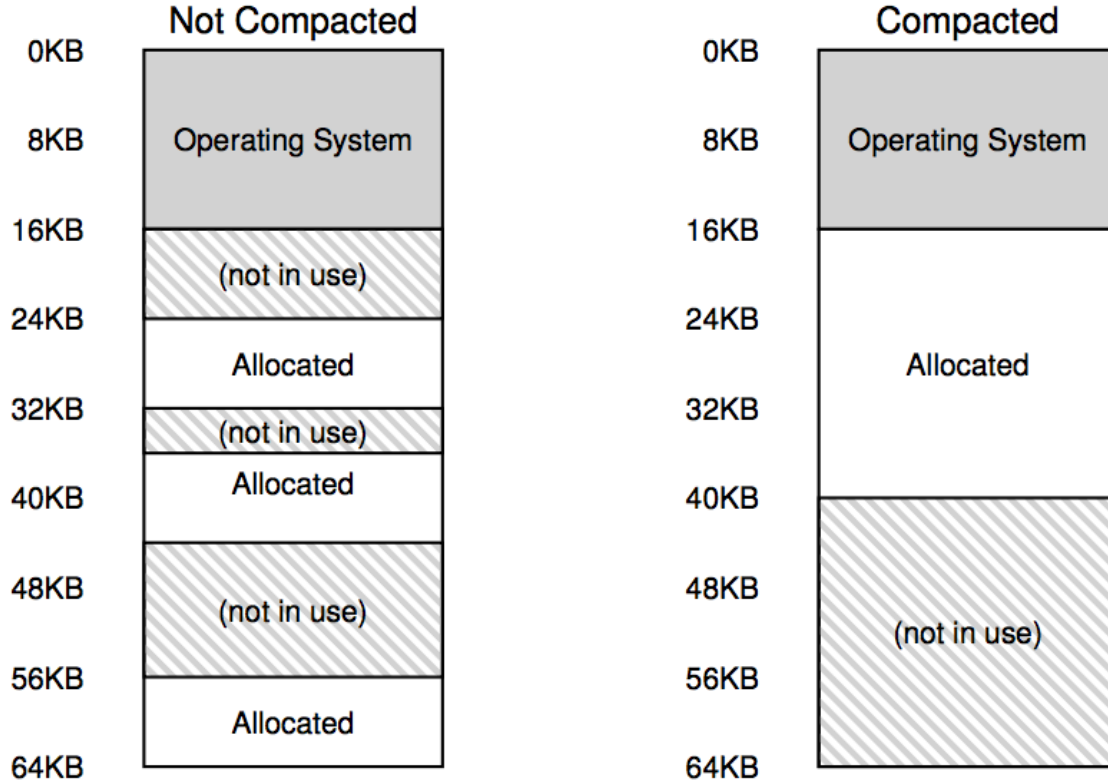 Not Compacted
0KB
8KB
16KB
24KB
32KB
40KB
48KB
56KB
64KB
Operating System
(not in use)
Allocated
(not in use)
Allocated
(not in use)
Allocated
Compacted
0KB
8KB
16KB
24KB
32KB
40KB
48KB
56KB
64KB
Operating System
Allocated
(not in use)